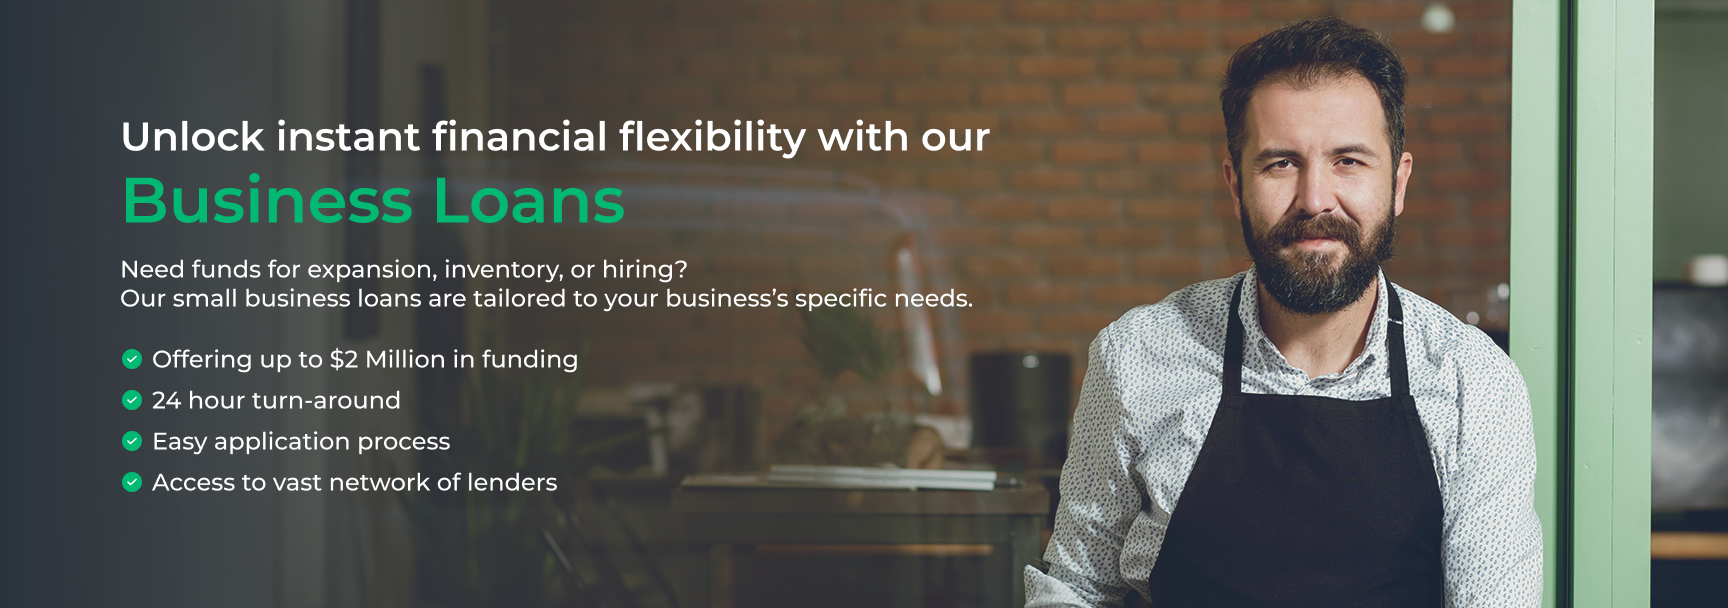 Unlock instant financial flexibility with our
Business Loans
Need funds for expansion, inventory, or hiring?
Our small business loans are tailored to your business’s specific needs.
Offering up to $2 Million in funding
24 hour turn-around
Easy application process
Access to vast network of lenders